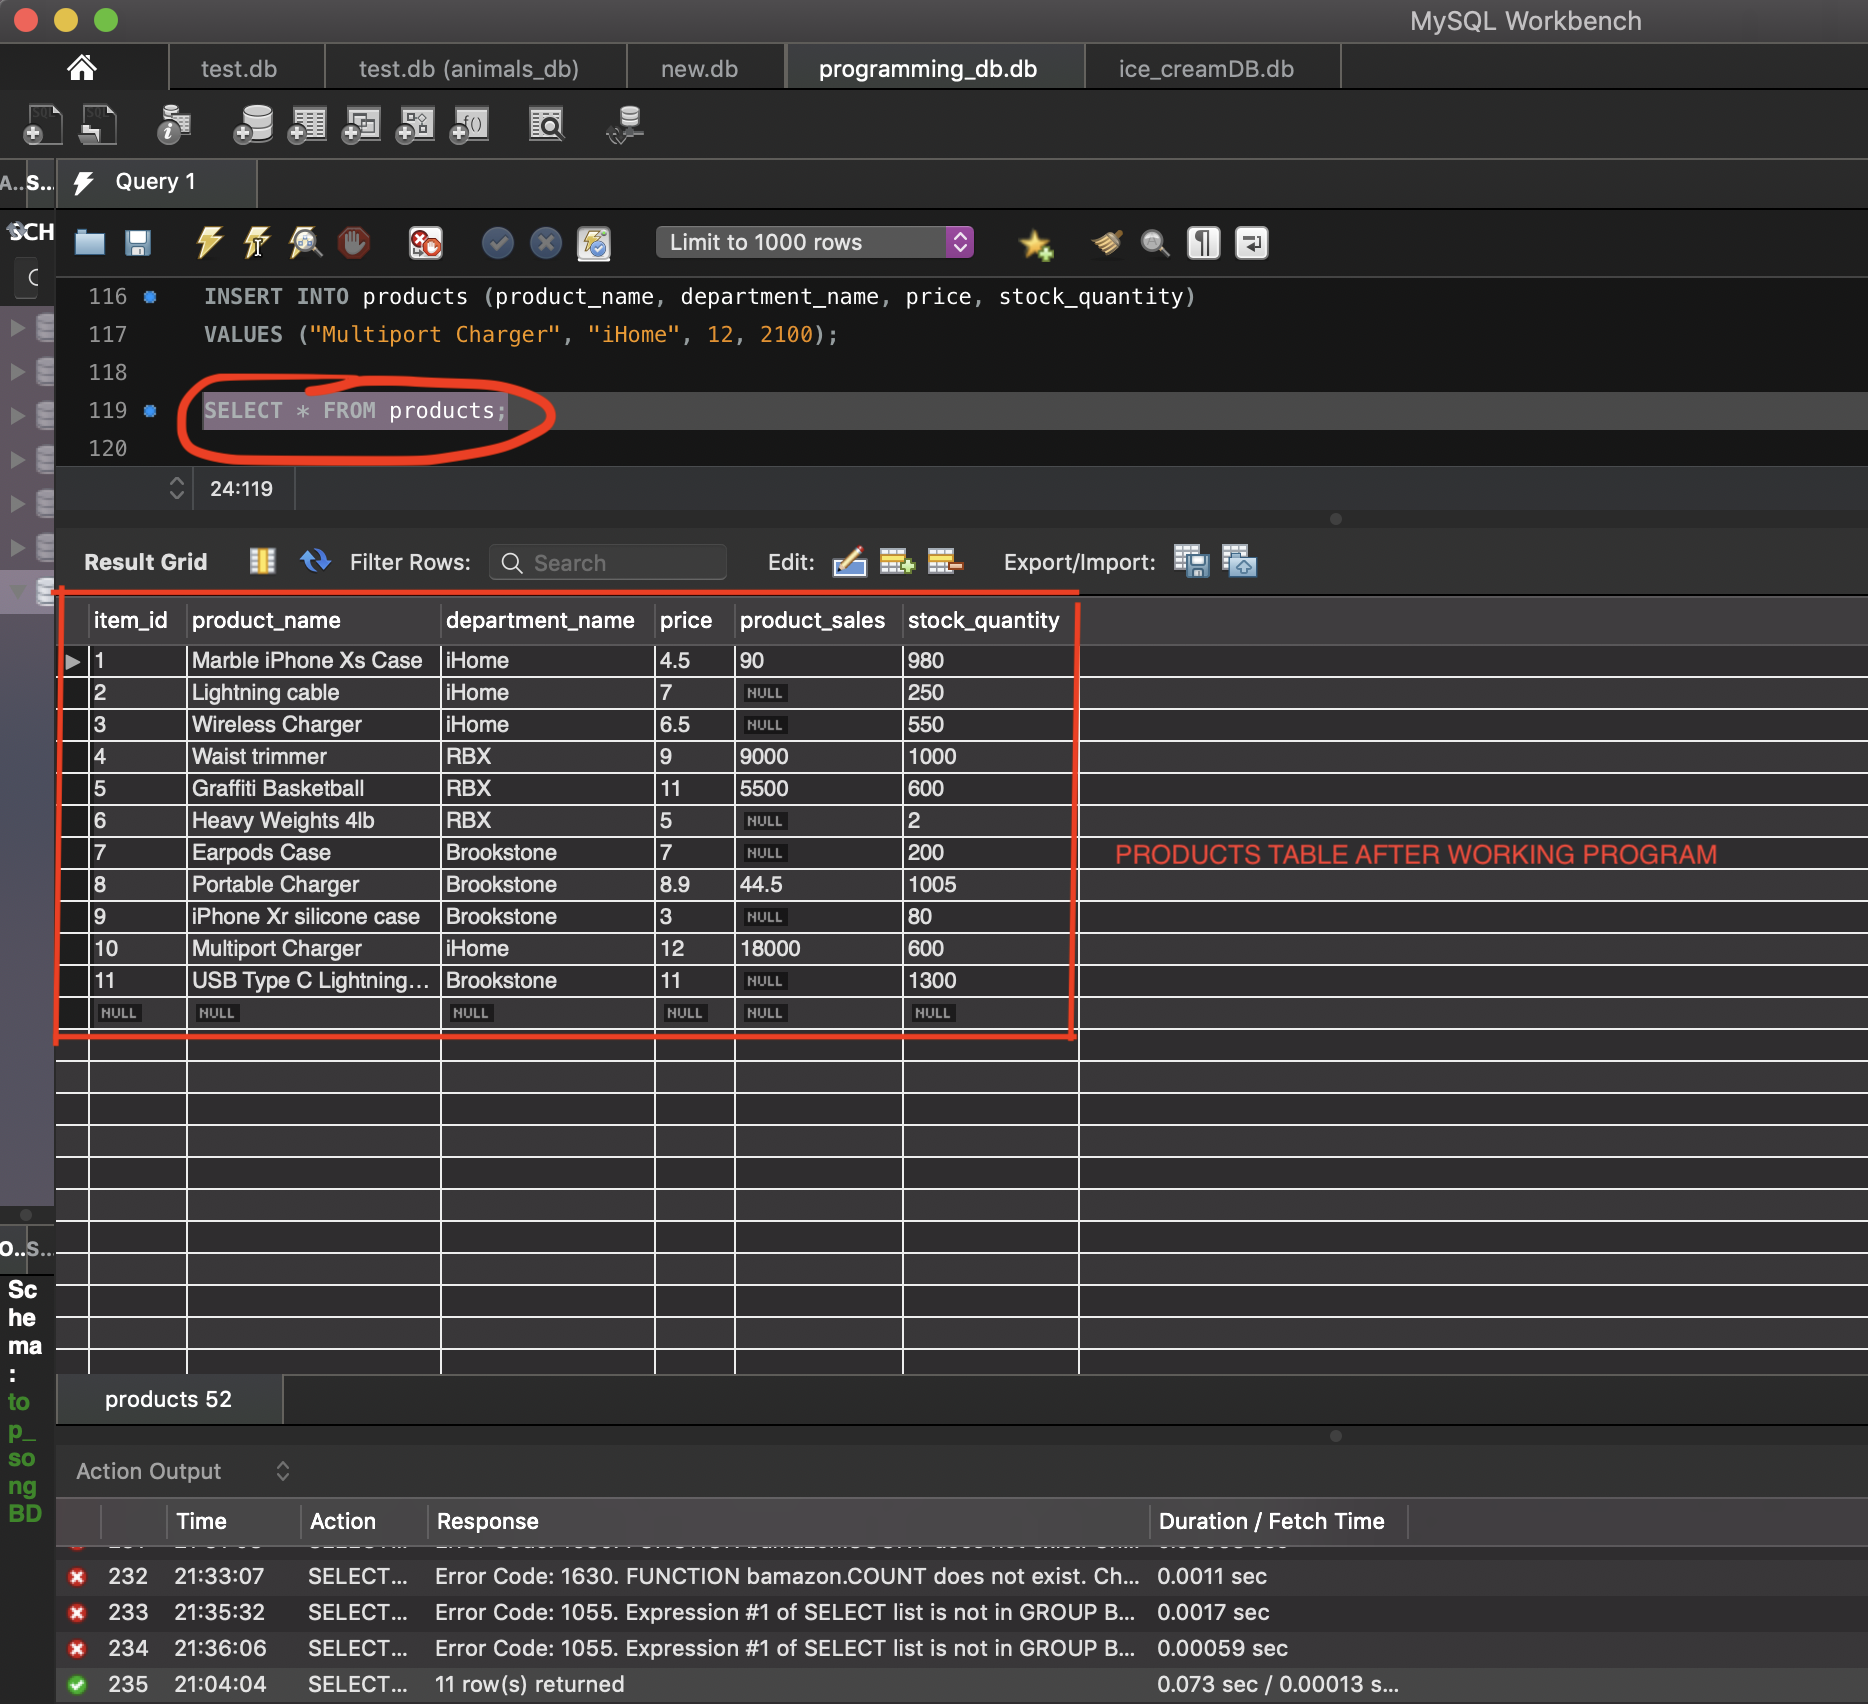 MySQL Workbench
test.db test.db (animals_db) new.db programming_db.db ice_creamDB.db
A.. S... Query 1
SCH
Limit to 1000 rows
116 INSERT INTO products (product_name, department_name, price, stock_quantity)
117 VALUES ("Multiport Charger", "iHome", 12, 2100);
118
119 SELECT * FROM products;
120
24:119
Result Grid Filter Rows: Search Edit: Export/Import:
item_id product_name department_name price product_sales stock_quantity
1 Marble iPhone Xs Case iHome 4.5 90 980
2 Lightning cable iHome 7 NULL 250
3 Wireless Charger iHome 6.5 NULL 550
4 Waist trimmer RBX 9 9000 1000
5 Graffiti Basketball RBX 11 5500 600
6 Heavy Weights 4lb RBX 5 NULL 2
7 Earpods Case Brookstone 7 NULL 200
PRODUCTS TABLE AFTER WORKING PROGRAM
8 Portable Charger Brookstone 8.9 44.5 1005
9 iPhone Xr silicone case Brookstone 3 NULL 80
10 Multiport Charger iHome 12 18000 600
11 USB Type C Lightning... Brookstone 11 NULL 1300
NULL NULL NULL NULL NULL NULL
O.. S...
Sc
he
ma
:
to
p_
so
ng
BD
products 52
Action Output
Time Action Response Duration / Fetch Time
232 21:33:07 SELECT... Error Code: 1630. FUNCTION bamazon.COUNT does not exist. Ch... 0.0011 sec
233 21:35:32 SELECT... Error Code: 1055. Expression #1 of SELECT list is not in GROUP B... 0.0017 sec
234 21:36:06 SELECT... Error Code: 1055. Expression #1 of SELECT list is not in GROUP B... 0.00059 sec
235 21:04:04 SELECT... 11 row(s) returned 0.073 sec / 0.00013 s...